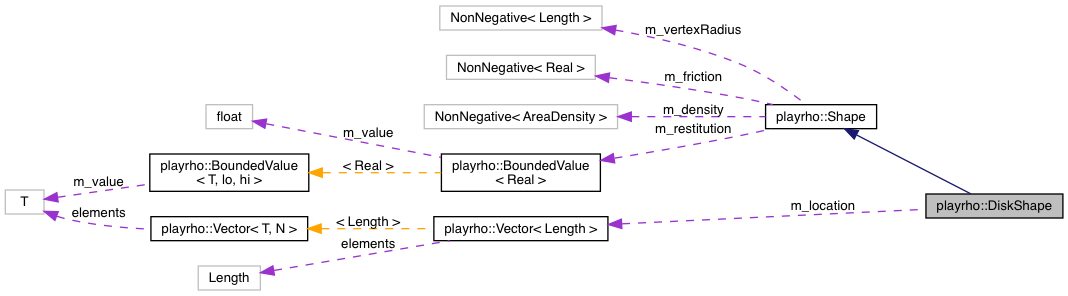 NonNegative< Length >
m_vertexRadius
NonNegative< Real >
m_friction
float
NonNegative< AreaDensity >
m_density
playrho::Shape
m_value
m_restitution
playrho::BoundedValue
< T, lo, hi >
< Real >
playrho::BoundedValue
< Real >
m_value
T
elements
playrho::Vector< T, N >
< Length >
playrho::Vector< Length >
m_location
playrho::DiskShape
elements
Length